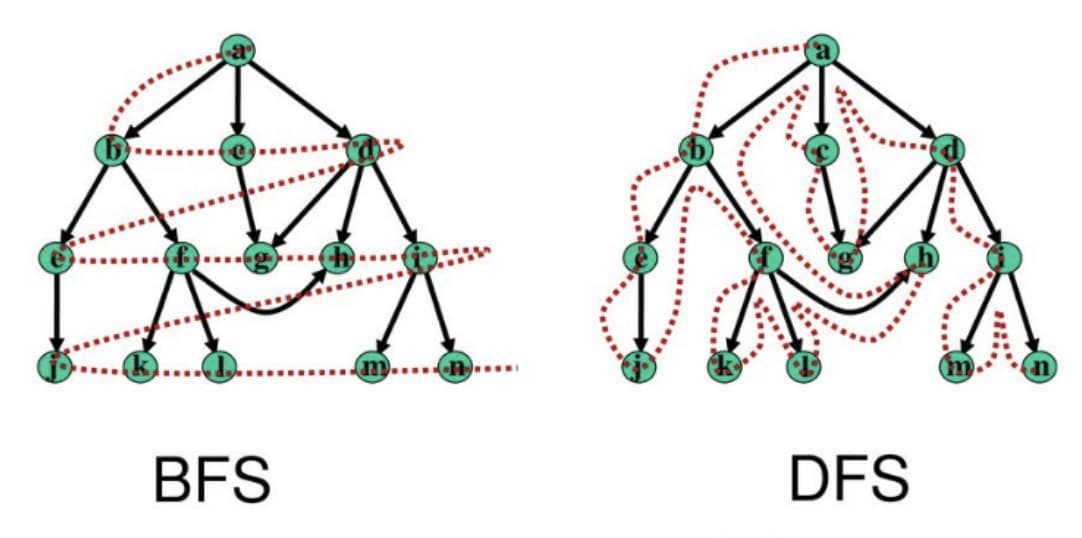 a a
b c d b c d
e f g h i e f g h i
j k l m n j k l m n
BFS DFS